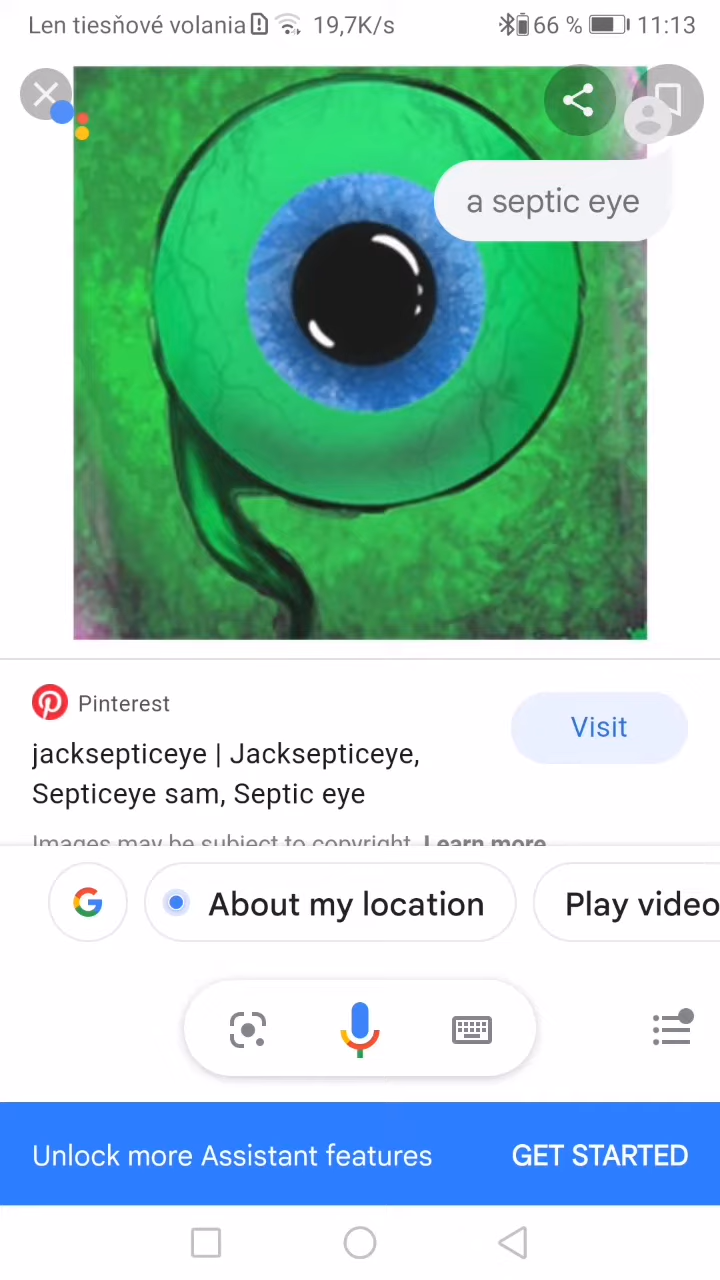 Len tiesňové volania 19,7K/s 66 % 11:13
a septic eye
Pinterest
jacksepticeye | Jacksepticeye,
Septiceye sam, Septic eye
Visit
Images may be subject to copyright. Learn more
About my location
Play video
Unlock more Assistant features GET STARTED